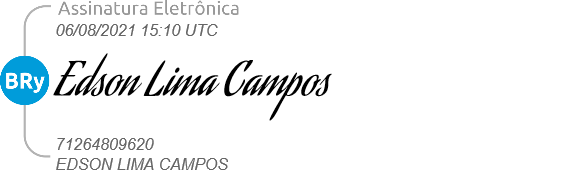 Assinatura Eletrônica
06/08/2021 15:10 UTC
BRy
Edson Lima Campos
71264809620
EDSON LIMA CAMPOS